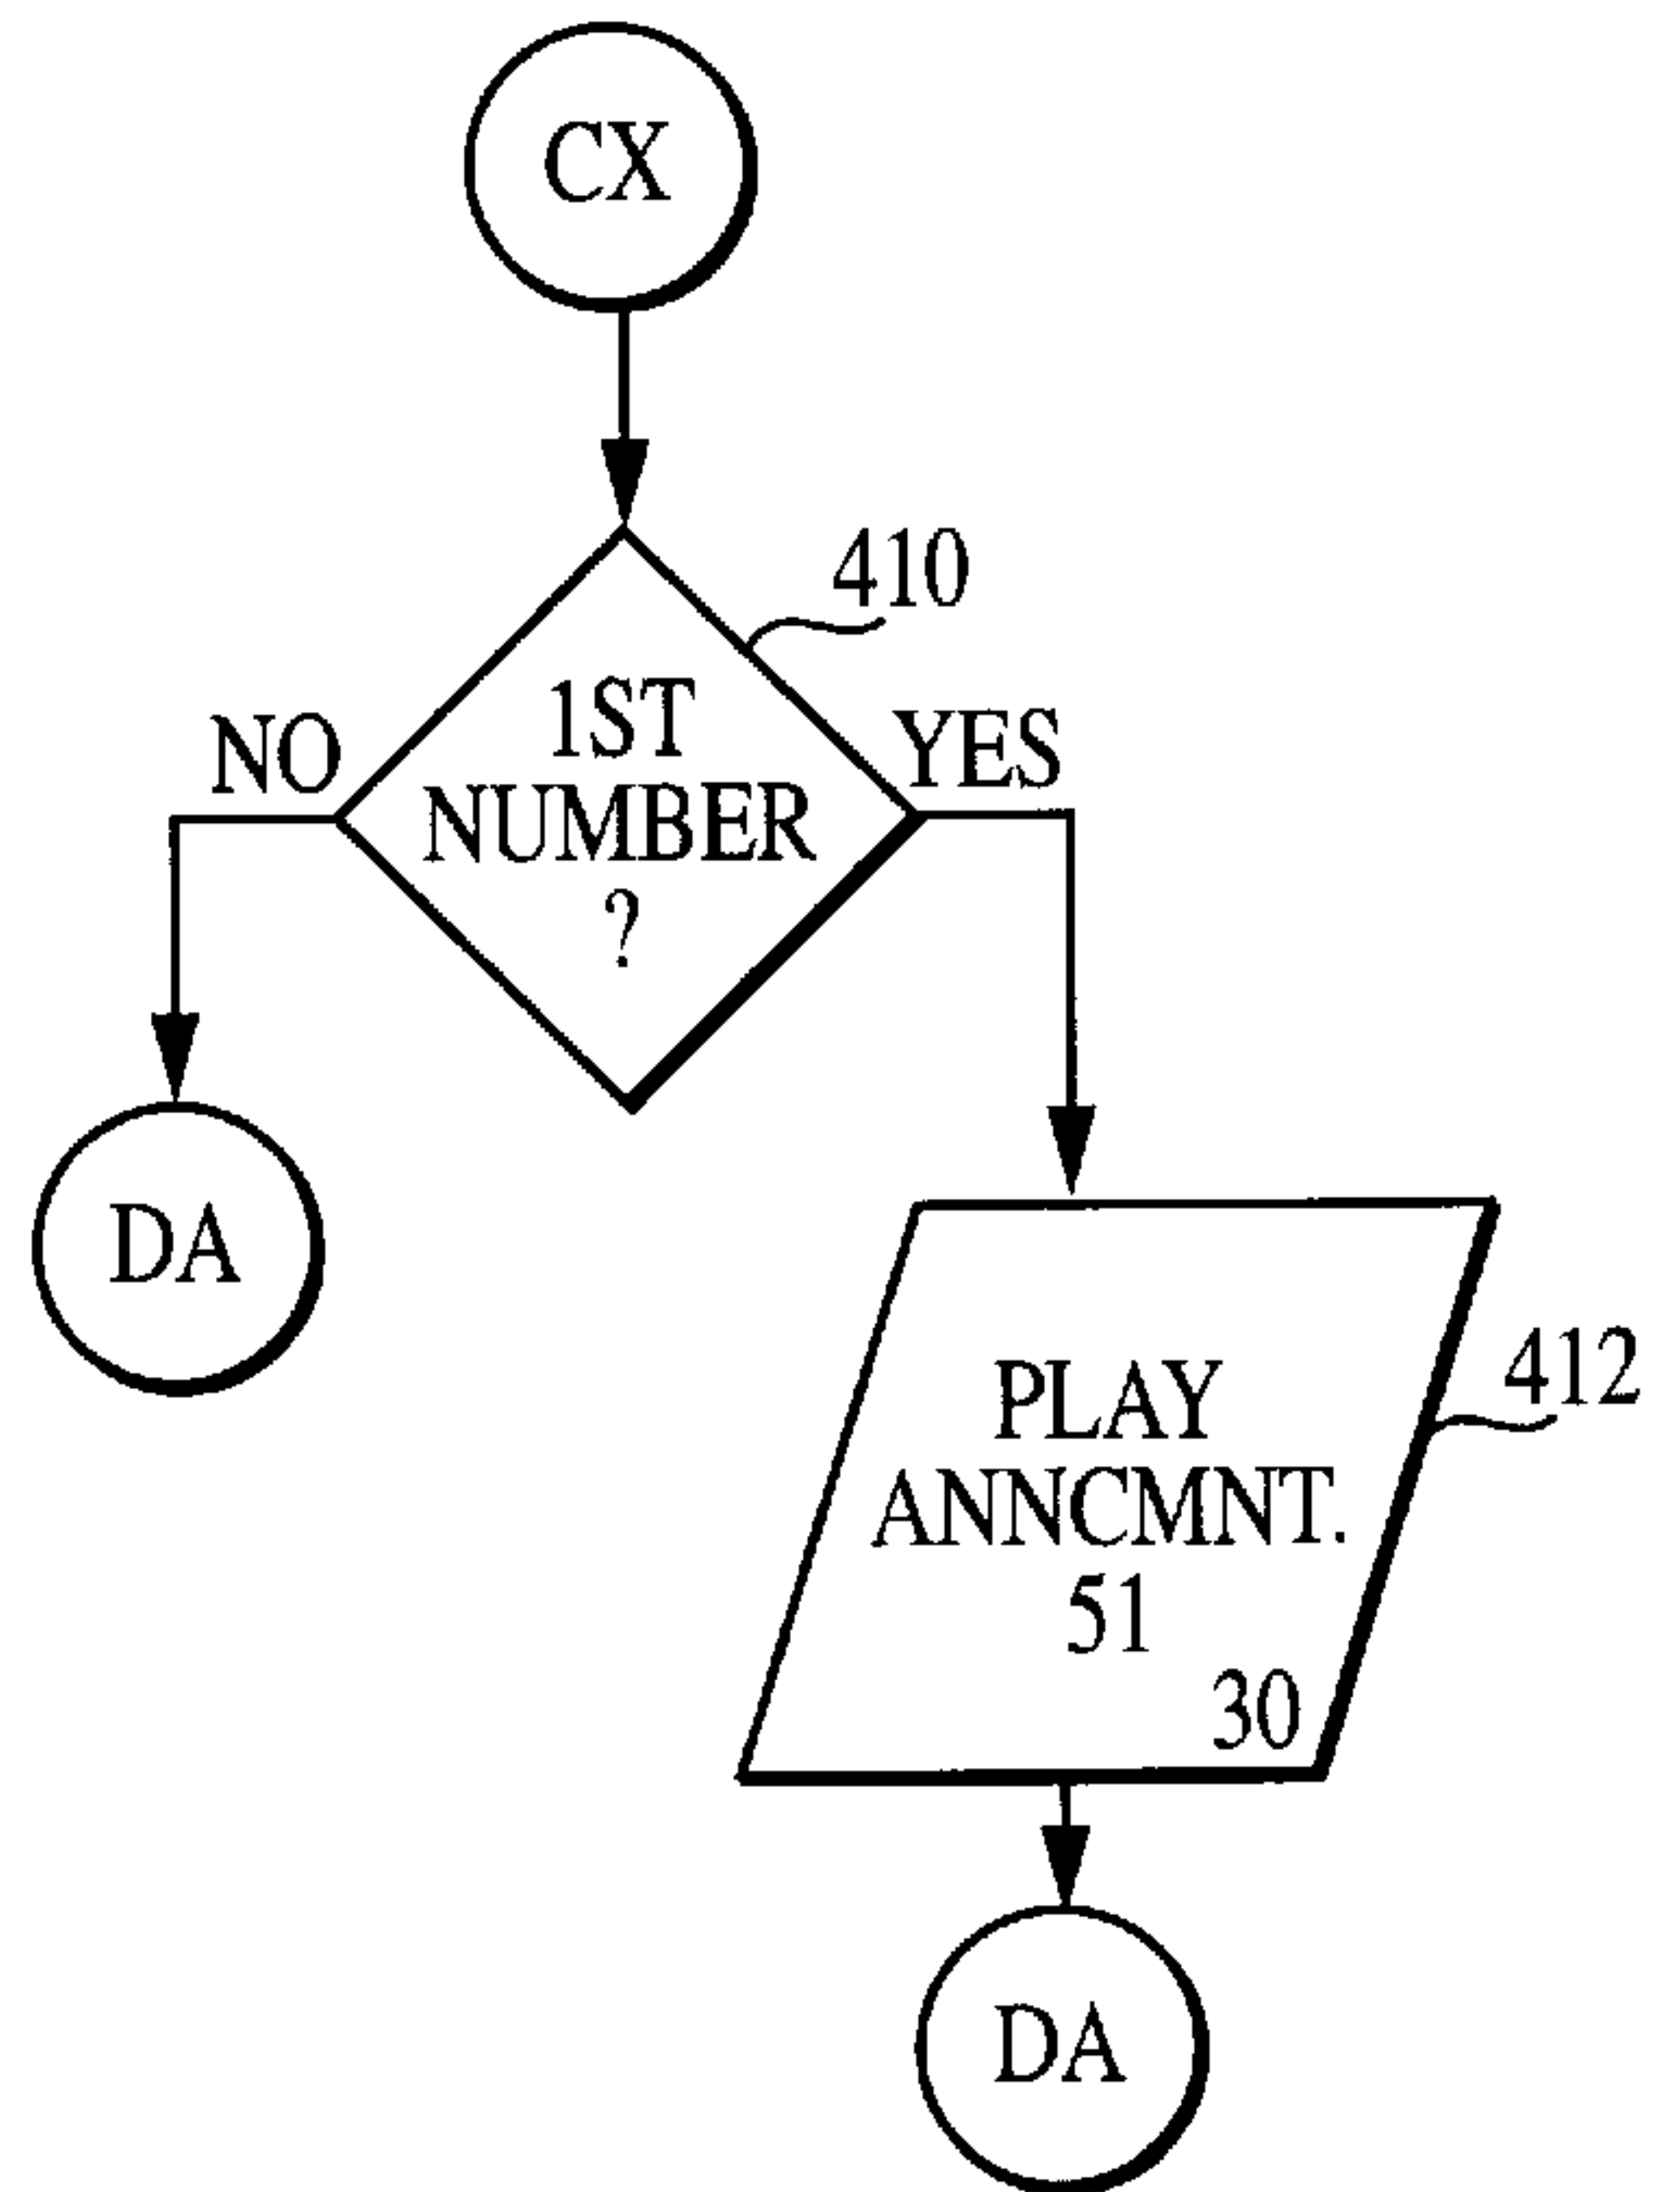 CX
410
1ST
NUMBER
?
NO
YES
DA
412
PLAY
ANNCMNT.
51
30
DA